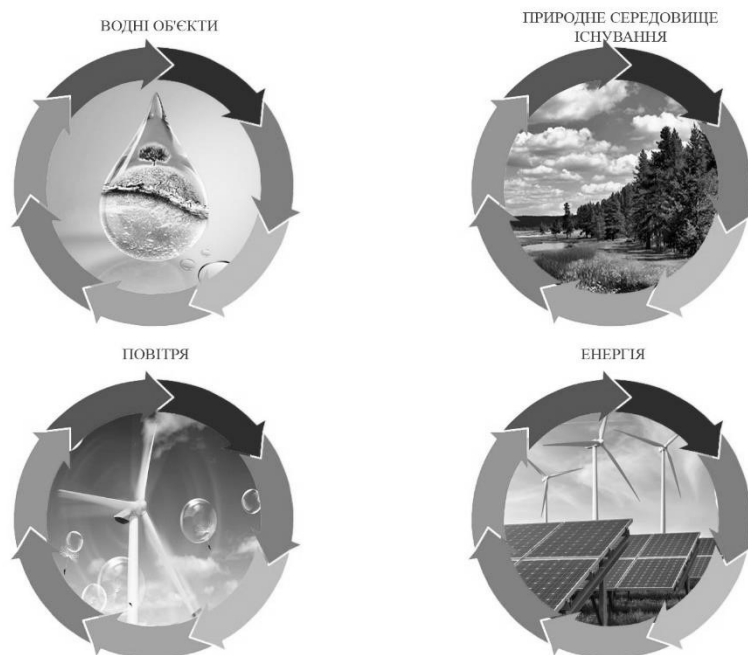 ВОДНІ ОБ'ЄКТИ
ПРИРОДНЕ СЕРЕДОВИЩЕ
ІСНУВАННЯ
ПОВІТРЯ
ЕНЕРГІЯ